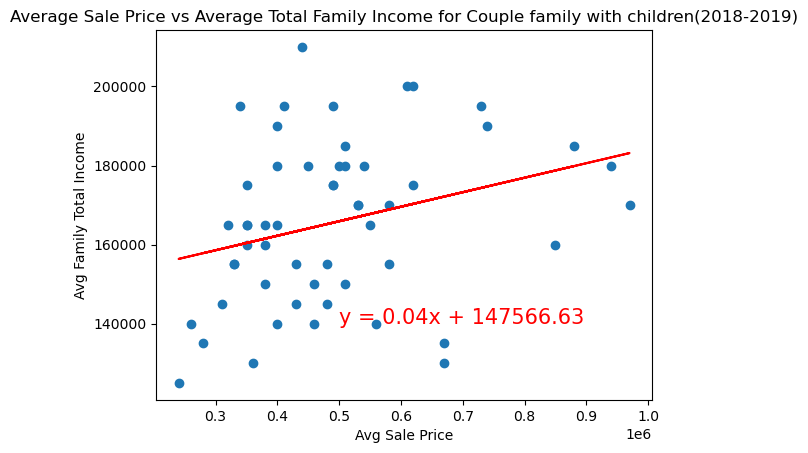 Average Sale Price vs Average Total Family Income for Couple family with children(2018-2019)
Avg Family Total Income
200000
180000
160000
140000
y = 0.04x + 147566.63
0.3 0.4 0.5 0.6 0.7 0.8 0.9 1.0
Avg Sale Price
1e6